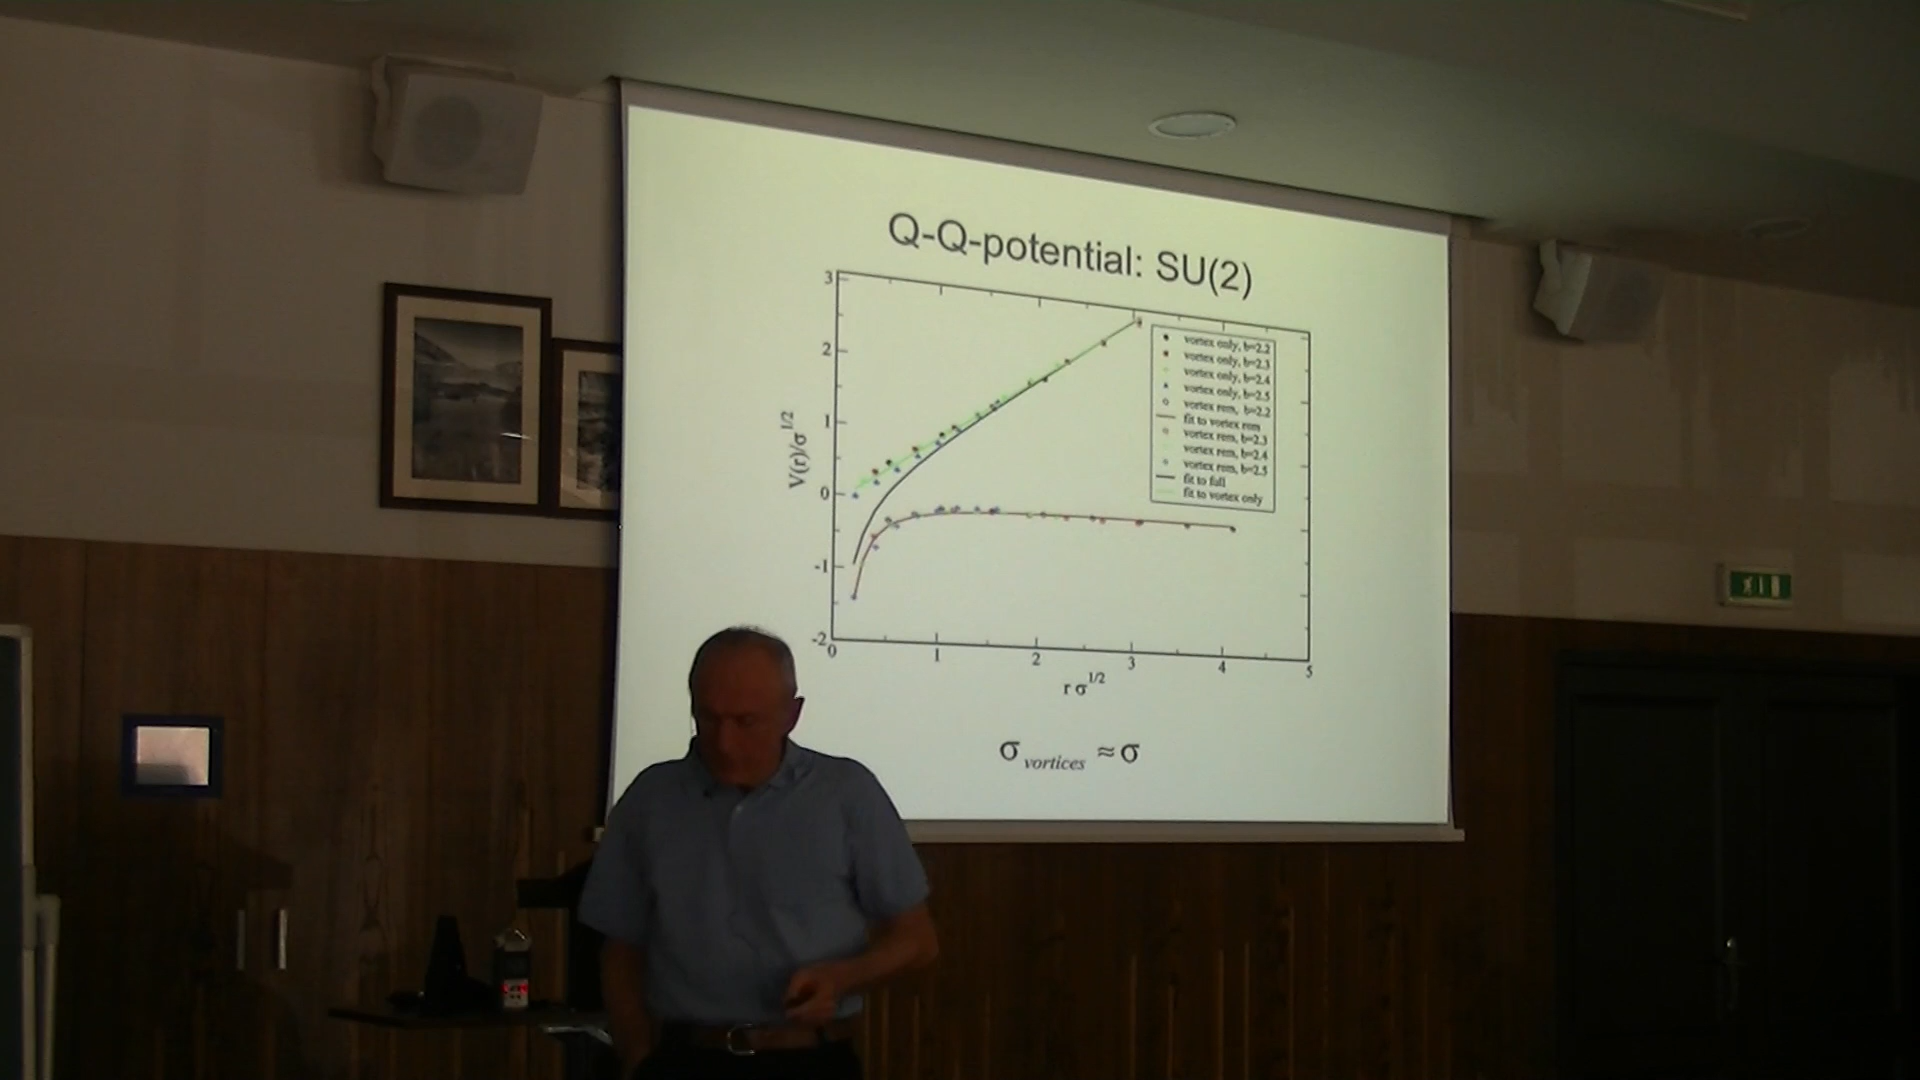 Q-Q-potential: SU(2)
3
2
1
0
-1
-2
V(r)/σ^1/2
vortex only, b=2.2
vortex only, b=2.3
vortex only, b=2.4
vortex only, b=2.5
vortex rem, b=2.2
fit to vortex rem
vortex rem, b=2.3
vortex rem, b=2.4
vortex rem, b=2.5
fit to full
fit to vortex only
0 1 2 3 4 5
r σ^1/2
σ vortices ≈ σ